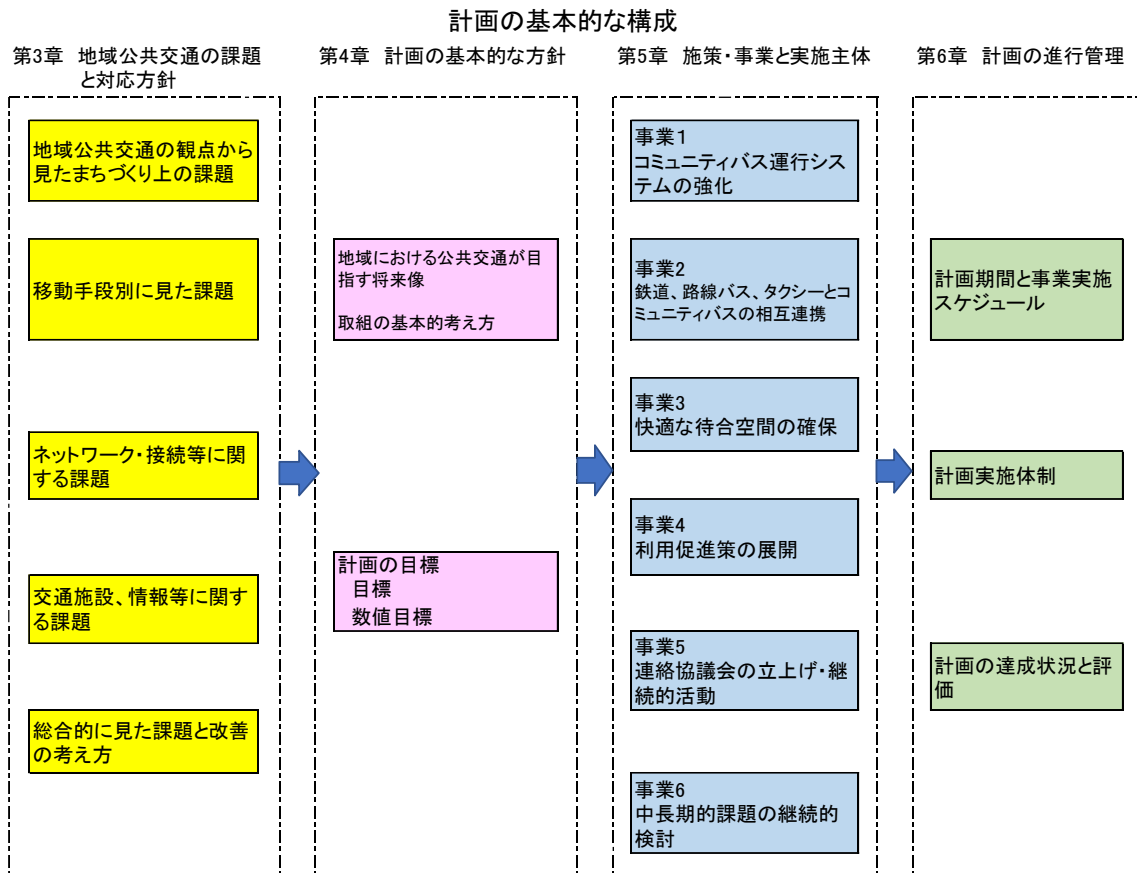 計画の基本的な構成
第3章 地域公共交通の課題
と対応方針
地域公共交通の観点から
見たまちづくり上の課題
移動手段別に見た課題
ネットワーク・接続等に関
する課題
交通施設、情報等に関す
る課題
総合的に見た課題と改善
の考え方
第4章 計画の基本的な方針
地域における公共交通が目
指す将来像
取組の基本的考え方
計画の目標
目標
数値目標
第5章 施策・事業と実施主体
事業1
コミュニティバス運行シス
テムの強化
事業2
鉄道、路線バス、タクシーとコ
ミュニティバスの相互連携
事業3
快適な待合空間の確保
事業4
利用促進策の展開
事業5
連絡協議会の立上げ・継
続的活動
事業6
中長期的課題の継続的
検討
第6章 計画の進行管理
計画期間と事業実施
スケジュール
計画実施体制
計画の達成状況と評
価